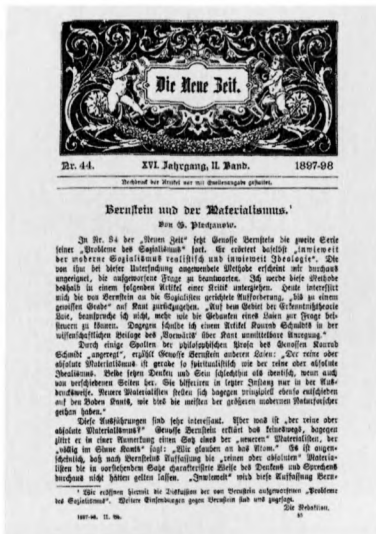 Die Neue Zeit.
Nr. 44. XVI. Jahrgang, II. Band. 1897-98
Nachdruck der Artikel nur mit Quellenangabe gestattet.
Bernstein und der Materialismus.¹
Von G. Plechanow.
In Nr. 34 der „Neuen Zeit" setzt Genosse Bernstein die zweite Serie
seiner „Probleme des Sozialismus" fort. Er erörtert daselbst „inwieweit
der moderne Sozialismus realistisch und inwieweit Ideologie". Die
von ihm bei dieser Untersuchung angewendete Methode erscheint mir durchaus
ungeeignet, die aufgeworfene Frage zu beantworten. Ich werde diese Methode
deshalb in einem folgenden Artikel einer Kritik unterziehen. Heute interessirt
mich die von Bernstein an die Sozialisten gerichtete Aufforderung, „bis zu einem
gewissen Grade" auf Kant zurückzugehen. „Auf dem Gebiet der Erkenntnißtheorie
Laie, beanspruche ich nicht, mehr wie die Gedanken eines Laien zur Frage bei-
steuern zu können. Dagegen schulde ich einem Artikel Konrad Schmidts in der
wissenschaftlichen Beilage des ‚Vorwärts' über Kant unmittelbare Anregung."
Durch einige Stellen der philosophischen Thesen des Genossen Konrad
Schmidt „angeregt", erzählt Genosse Bernstein anderen Laien: „Der reine oder
absolute Materialismus ist gerade so spiritualistisch wie der reine oder absolute
Idealismus. Beide setzen Denken und Sein schlechthin als identisch, wenn auch
von verschiedenen Seiten her. Sie differiren in letzter Instanz nur in der Aus-
drucksweise. Neuere Materialisten stellen sich dagegen prinzipiell ebenso entschieden
auf den Boden Kants, wie dies die meisten der größeren modernen Naturforscher
gethan haben."
Diese Ausführungen sind sehr interessant. Aber was ist „der reine oder
absolute Materialismus?" Genosse Bernstein erklärt das keineswegs, dagegen
zitirt er in einer Anmerkung einen Satz eines der „neueren" Materialisten, der
„völlig im Sinne Kants" sagt: „Wir glauben an das Atom." Es ist augen-
scheinlich, daß nach Bernsteins Auffassung die „reinen oder absoluten" Materia-
listen die in vorstehendem Satze charakterisirte Weise des Denkens und Sprechens
durchaus nicht hätten gelten lassen. „Inwieweit" wird diese Auffassung Bern-
¹ Wir eröffnen hiermit die Diskussion der von Bernstein aufgeworfenen „Probleme
des Sozialismus". Weitere Einsendungen gegen Bernstein sind uns zugesagt.
Die Redaktion.
1897-98. II. Bd.